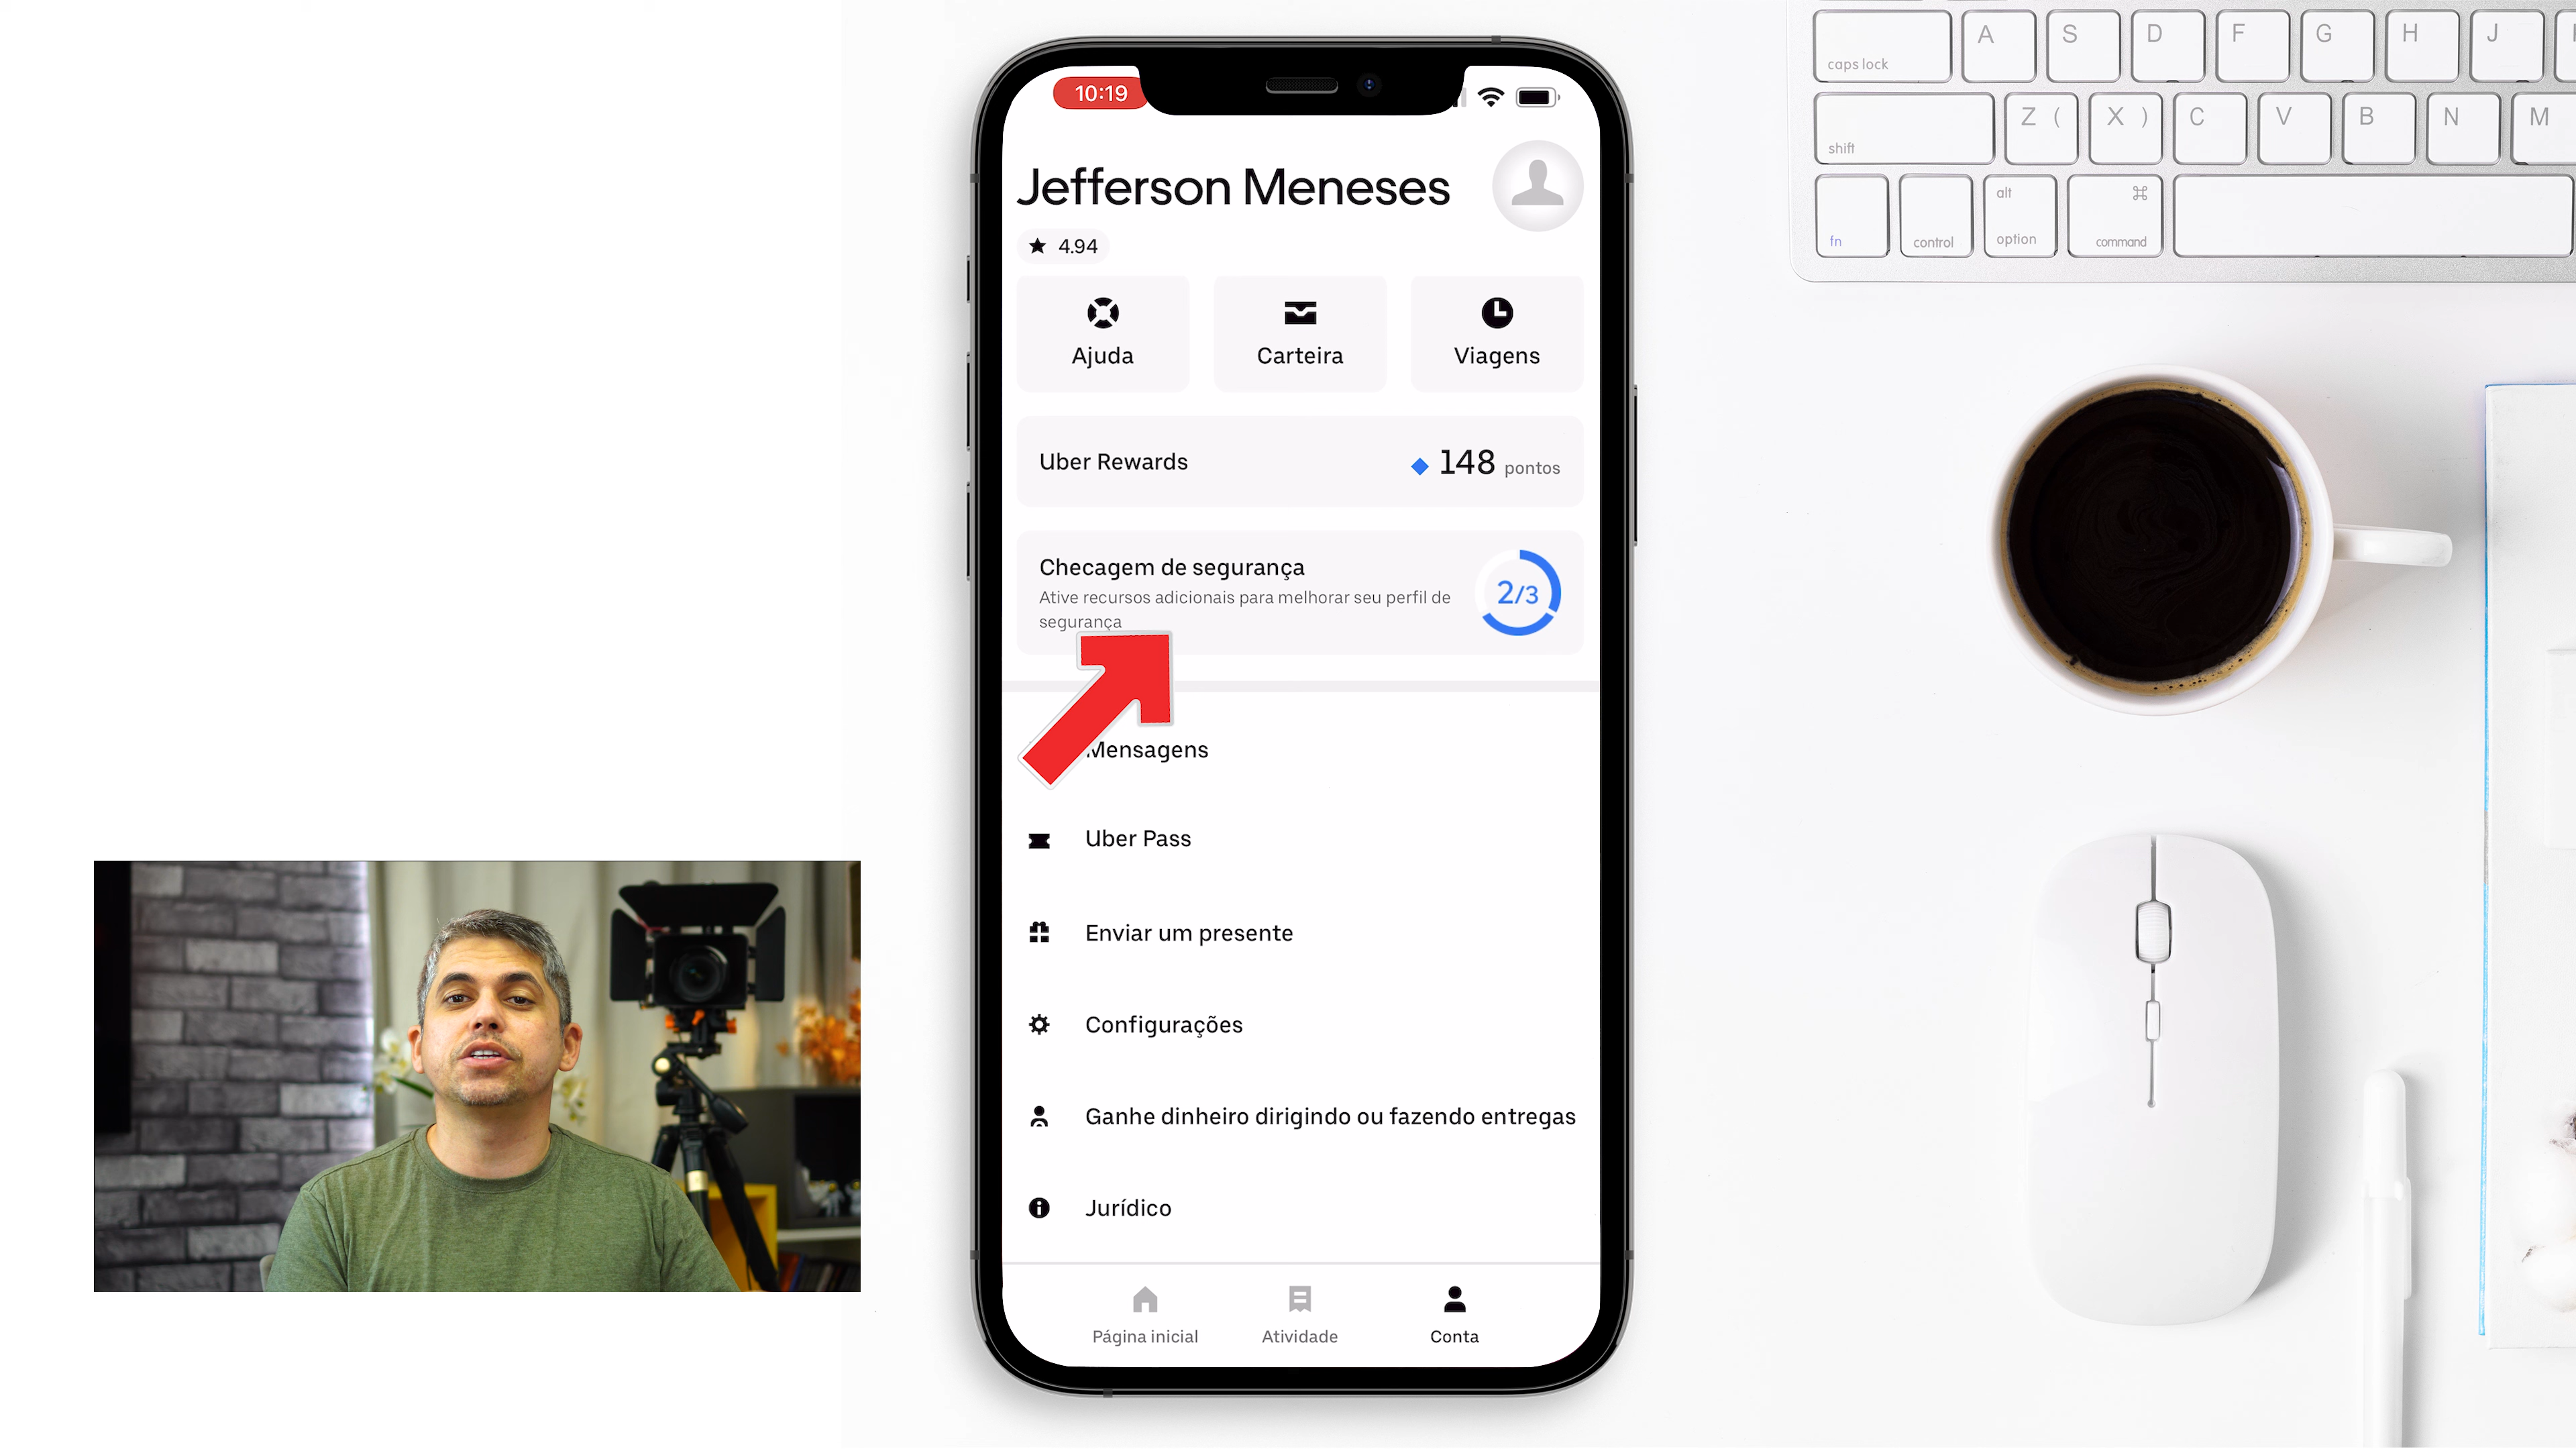 10:19
Jefferson Meneses
4.94
Ajuda
Carteira
Viagens
Uber Rewards
148 pontos
Checagem de segurança
Ative recursos adicionais para melhorar seu perfil de
segurança
2/3
Mensagens
Uber Pass
Enviar um presente
Configurações
Ganhe dinheiro dirigindo ou fazendo entregas
Jurídico
Página inicial
Atividade
Conta
A S D F G H J
caps lock
Z ( X ) C V B N M
shift
alt ⌘
fn control option command